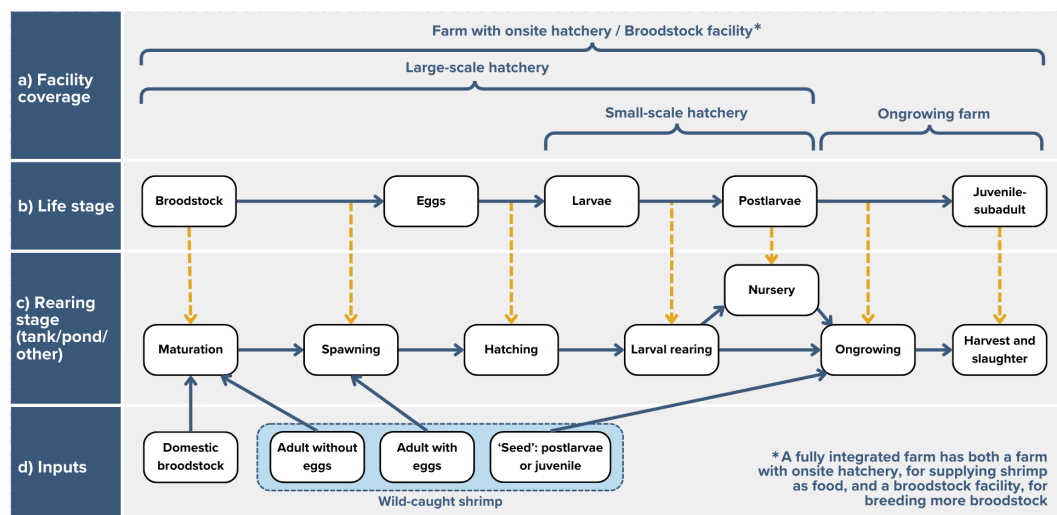 a) Facility
coverage
Farm with onsite hatchery / Broodstock facility*
Large-scale hatchery
Small-scale hatchery
Ongrowing farm
b) Life stage
Broodstock
Eggs
Larvae
Postlarvae
Juvenile-
subadult
c) Rearing
stage
(tank/pond/
other)
Nursery
Maturation
Spawning
Hatching
Larval rearing
Ongrowing
Harvest and
slaughter
d) Inputs
Domestic
broodstock
Adult without
eggs
Adult with
eggs
‘Seed’: postlarvae
or juvenile
Wild-caught shrimp
*A fully integrated farm has both a farm
with onsite hatchery, for supplying shrimp
as food, and a broodstock facility, for
breeding more broodstock